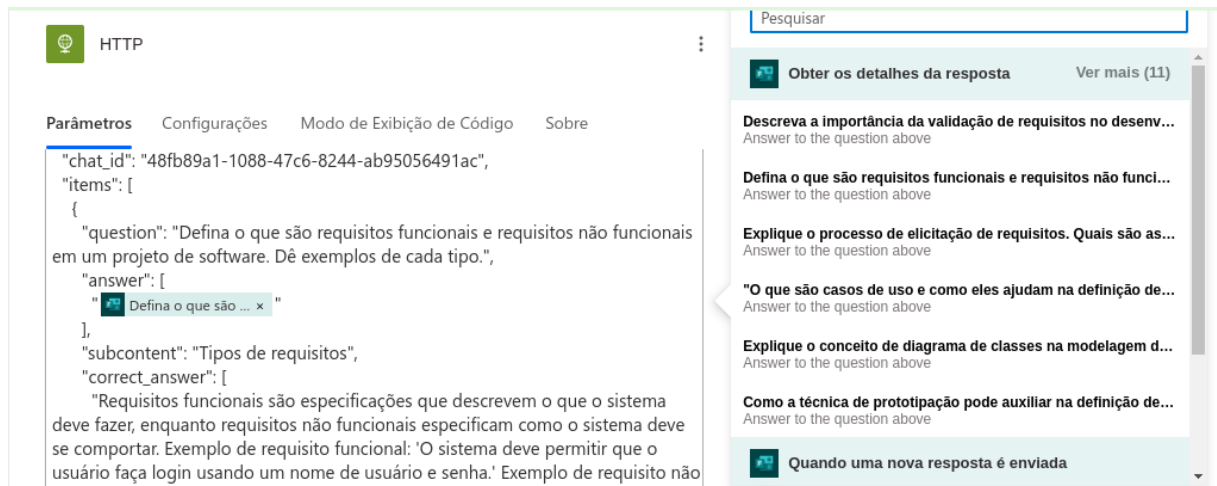 HTTP
Parâmetros Configurações Modo de Exibição de Código Sobre
"chat_id": "48fb89a1-1088-47c6-8244-ab95056491ac",
"items": [
{
"question": "Defina o que são requisitos funcionais e requisitos não funcionais
em um projeto de software. Dê exemplos de cada tipo.",
"answer": [
" Defina o que são ... × "
],
"subcontent": "Tipos de requisitos",
"correct_answer": [
"Requisitos funcionais são especificações que descrevem o que o sistema
deve fazer, enquanto requisitos não funcionais especificam como o sistema deve
se comportar. Exemplo de requisito funcional: 'O sistema deve permitir que o
usuário faça login usando um nome de usuário e senha.' Exemplo de requisito não
Pesquisar
Obter os detalhes da resposta Ver mais (11)
Descreva a importância da validação de requisitos no desenv...
Answer to the question above
Defina o que são requisitos funcionais e requisitos não funci...
Answer to the question above
Explique o processo de elicitação de requisitos. Quais são as...
Answer to the question above
"O que são casos de uso e como eles ajudam na definição de...
Answer to the question above
Explique o conceito de diagrama de classes na modelagem d...
Answer to the question above
Como a técnica de prototipação pode auxiliar na definição de...
Answer to the question above
Quando uma nova resposta é enviada